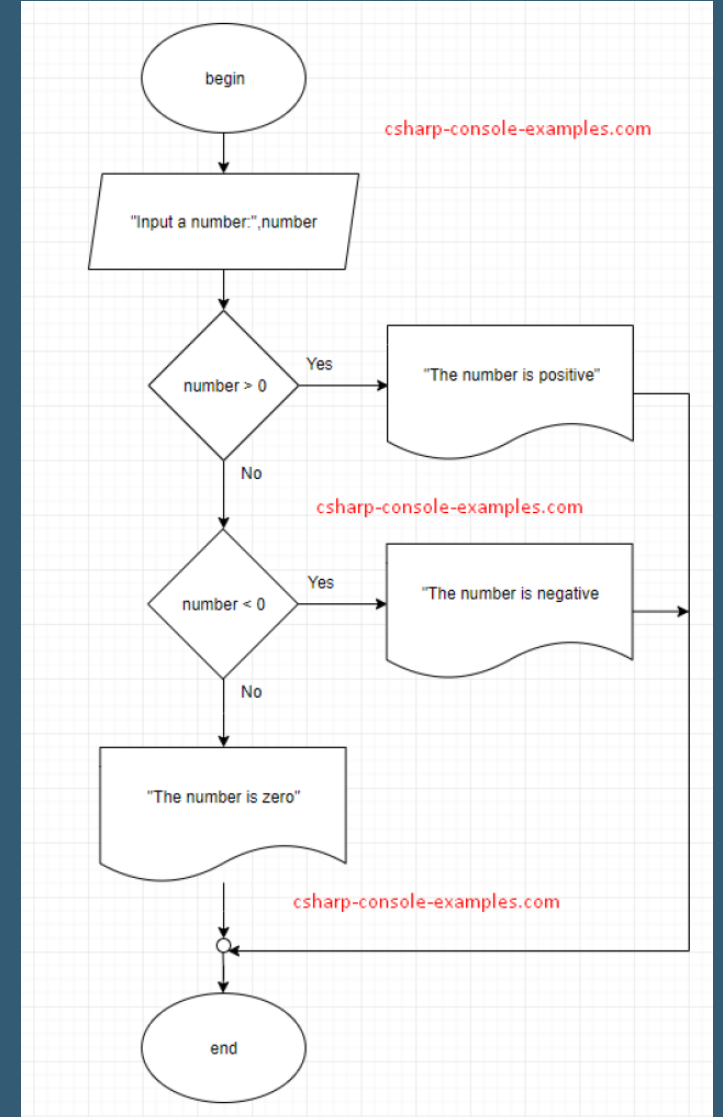 begin
csharp-console-examples.com
"Input a number:",number
Yes
number > 0
"The number is positive"
No
csharp-console-examples.com
Yes
number < 0
"The number is negative
No
"The number is zero"
csharp-console-examples.com
end